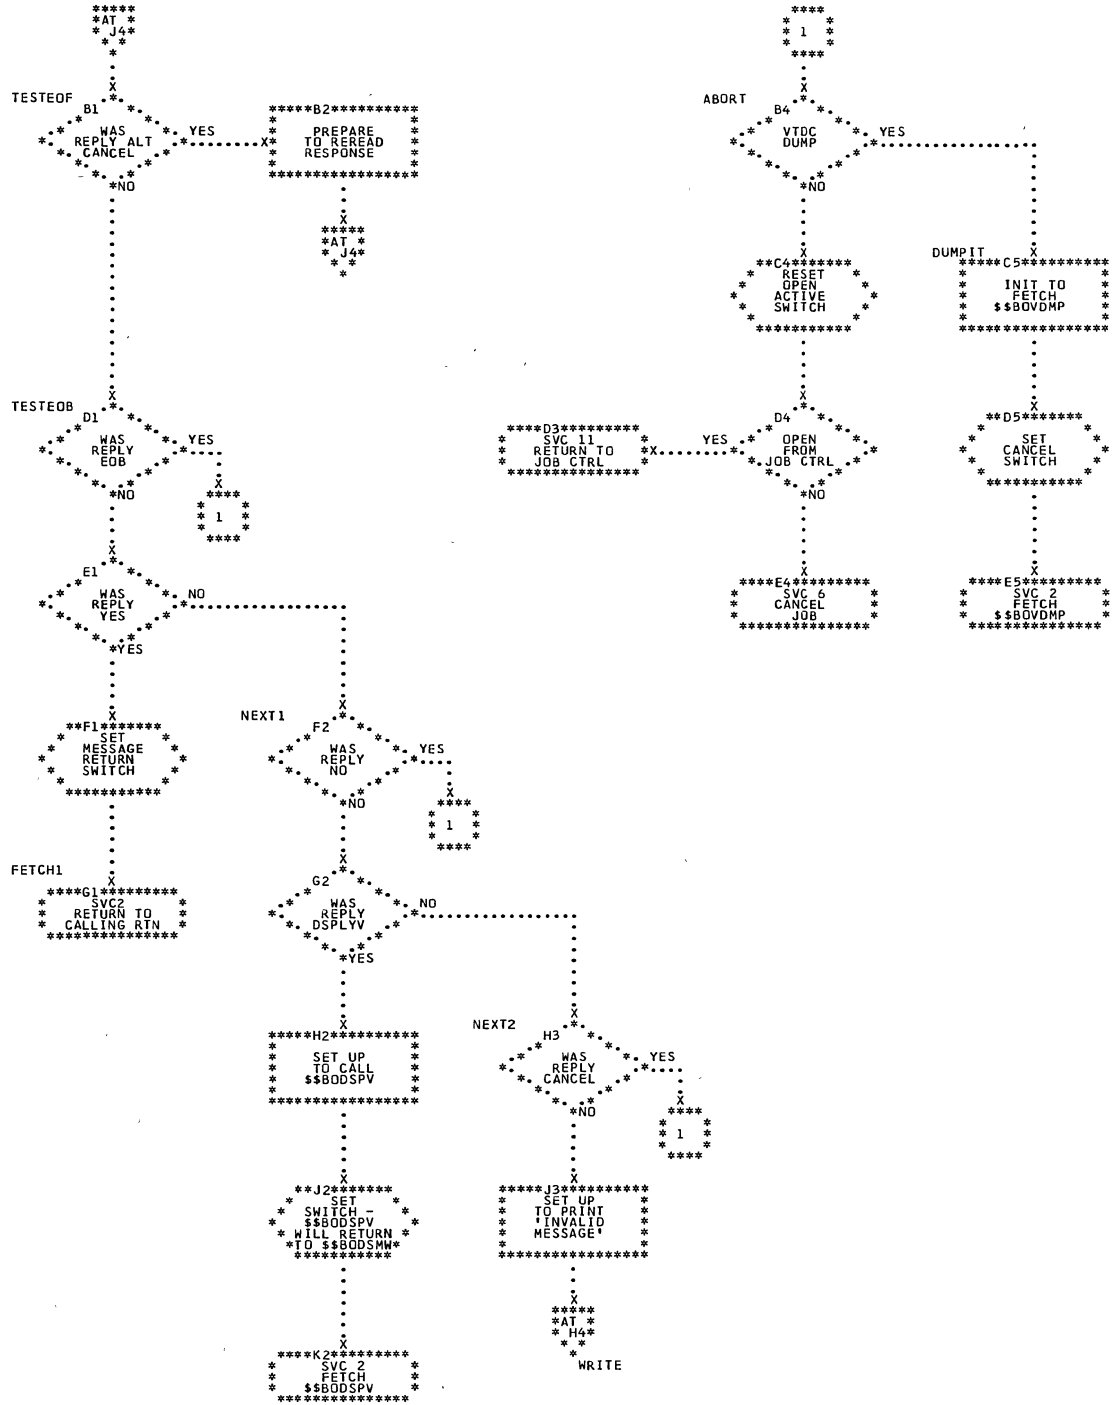 AT
J4
TESTEOF
B1
WAS
REPLY ALT
CANCEL
YES
NO
B2
PREPARE
TO REREAD
RESPONSE
AT
J4
TESTEOB
D1
WAS
REPLY
EOB
YES
NO
1
E1
WAS
REPLY
YES
NO
YES
F1
SET
MESSAGE
RETURN
SWITCH
FETCH1
G1
SVC2
RETURN TO
CALLING RTN
NEXT1
F2
WAS
REPLY
NO
YES
NO
1
G2
WAS
REPLY
DSPLYV
NO
YES
H2
SET UP
TO CALL
$$BODSPV
J2
SET
SWITCH -
$$BODSPV
WILL RETURN
TO $$BODSMW
K2
SVC 2
FETCH
$$BODSPV
NEXT2
H3
WAS
REPLY
CANCEL
YES
NO
1
J3
SET UP
TO PRINT
'INVALID
MESSAGE'
AT
H4
WRITE
1
ABORT
B4
VTDC
DUMP
YES
NO
C4
RESET
OPEN
ACTIVE
SWITCH
D4
OPEN
FROM
JOB CTRL
YES
NO
D3
SVC 11
RETURN TO
JOB CTRL
E4
SVC 6
CANCEL
JOB
DUMPIT
C5
INIT TO
FETCH
$$BOVDMP
D5
SET
CANCEL
SWITCH
E5
SVC 2
FETCH
$$BOVDMP